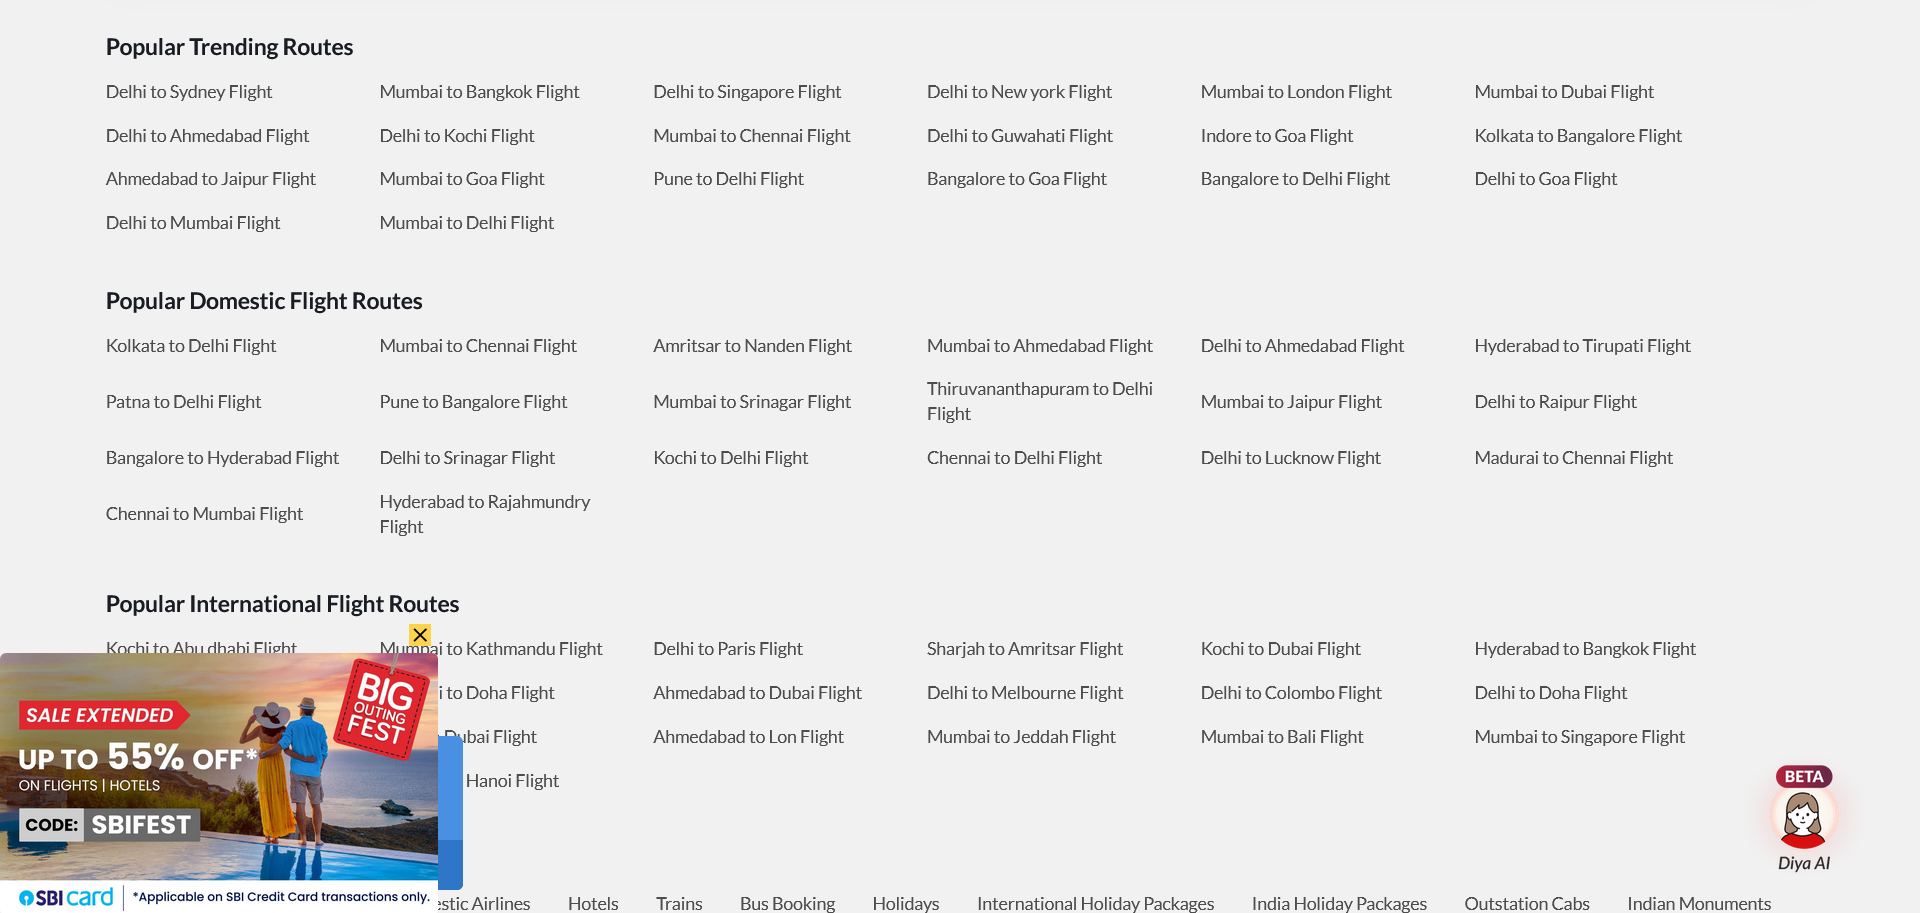 Popular Trending Routes
Delhi to Sydney Flight
Mumbai to Bangkok Flight
Delhi to Singapore Flight
Delhi to New york Flight
Mumbai to London Flight
Mumbai to Dubai Flight
Delhi to Ahmedabad Flight
Delhi to Kochi Flight
Mumbai to Chennai Flight
Delhi to Guwahati Flight
Indore to Goa Flight
Kolkata to Bangalore Flight
Ahmedabad to Jaipur Flight
Mumbai to Goa Flight
Pune to Delhi Flight
Bangalore to Goa Flight
Bangalore to Delhi Flight
Delhi to Goa Flight
Delhi to Mumbai Flight
Mumbai to Delhi Flight
Popular Domestic Flight Routes
Kolkata to Delhi Flight
Mumbai to Chennai Flight
Amritsar to Nanden Flight
Mumbai to Ahmedabad Flight
Delhi to Ahmedabad Flight
Hyderabad to Tirupati Flight
Patna to Delhi Flight
Pune to Bangalore Flight
Mumbai to Srinagar Flight
Thiruvananthapuram to Delhi
Flight
Mumbai to Jaipur Flight
Delhi to Raipur Flight
Bangalore to Hyderabad Flight
Delhi to Srinagar Flight
Kochi to Delhi Flight
Chennai to Delhi Flight
Delhi to Lucknow Flight
Madurai to Chennai Flight
Chennai to Mumbai Flight
Hyderabad to Rajahmundry
Flight
Popular International Flight Routes
Kochi to Abu dhabi Flight
Mumbai to Kathmandu Flight
Delhi to Paris Flight
Sharjah to Amritsar Flight
Kochi to Dubai Flight
Hyderabad to Bangkok Flight
to Doha Flight
Ahmedabad to Dubai Flight
Delhi to Melbourne Flight
Delhi to Colombo Flight
Delhi to Doha Flight
Dubai Flight
Ahmedabad to Lon Flight
Mumbai to Jeddah Flight
Mumbai to Bali Flight
Mumbai to Singapore Flight
Hanoi Flight
BIG
OUTING
FEST
SALE EXTENDED
UP TO 55% OFF*
ON FLIGHTS | HOTELS
CODE: SBIFEST
SBI card
*Applicable on SBI Credit Card transactions only.
BETA
Diya AI
Airlines
Hotels
Trains
Bus Booking
Holidays
International Holiday Packages
India Holiday Packages
Outstation Cabs
Indian Monuments